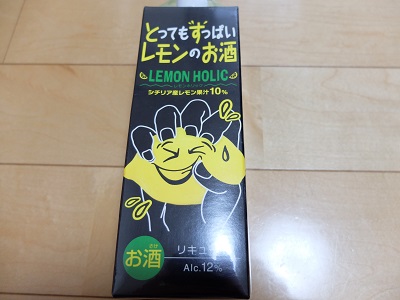 とってもすっぱい
レモンのお酒
LEMON HOLIC
シチリア産レモン果汁10%
お酒
リキュ
Alc.12%